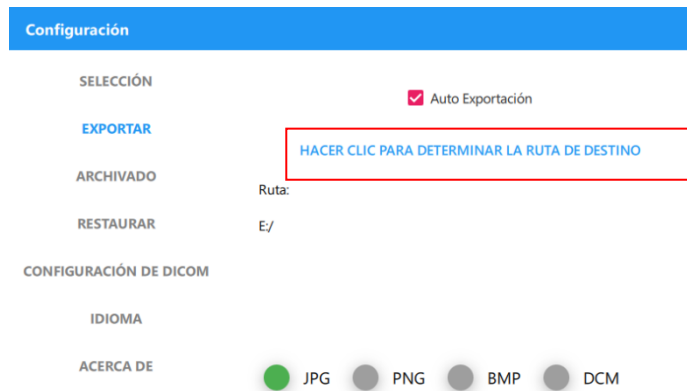 Configuración
SELECCIÓN
Auto Exportación
EXPORTAR
HACER CLIC PARA DETERMINAR LA RUTA DE DESTINO
ARCHIVADO
Ruta:
RESTAURAR
E:/
CONFIGURACIÓN DE DICOM
IDIOMA
ACERCA DE
JPG PNG BMP DCM